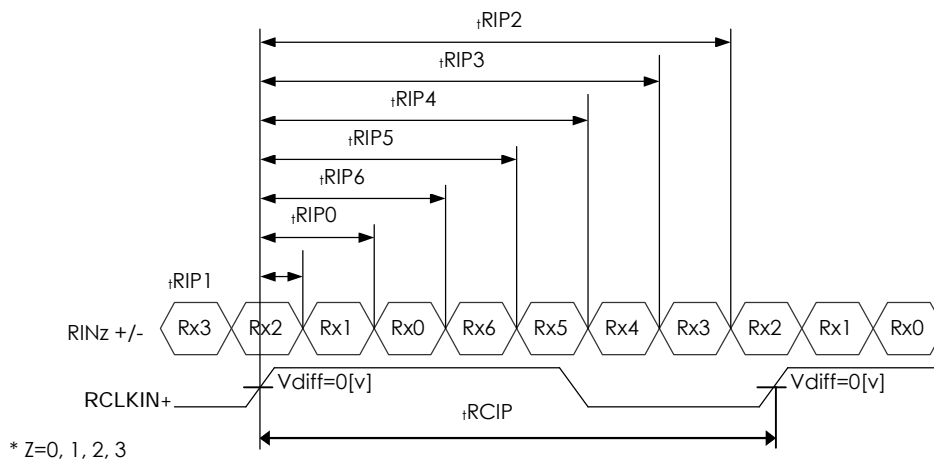 tRIP2
tRIP3
tRIP4
tRIP5
tRIP6
tRIP0
tRIP1
RINz +/- Rx3 Rx2 Rx1 Rx0 Rx6 Rx5 Rx4 Rx3 Rx2 Rx1 Rx0
Vdiff=0[v] Vdiff=0[v]
RCLKIN+
tRCIP
* Z=0, 1, 2, 3